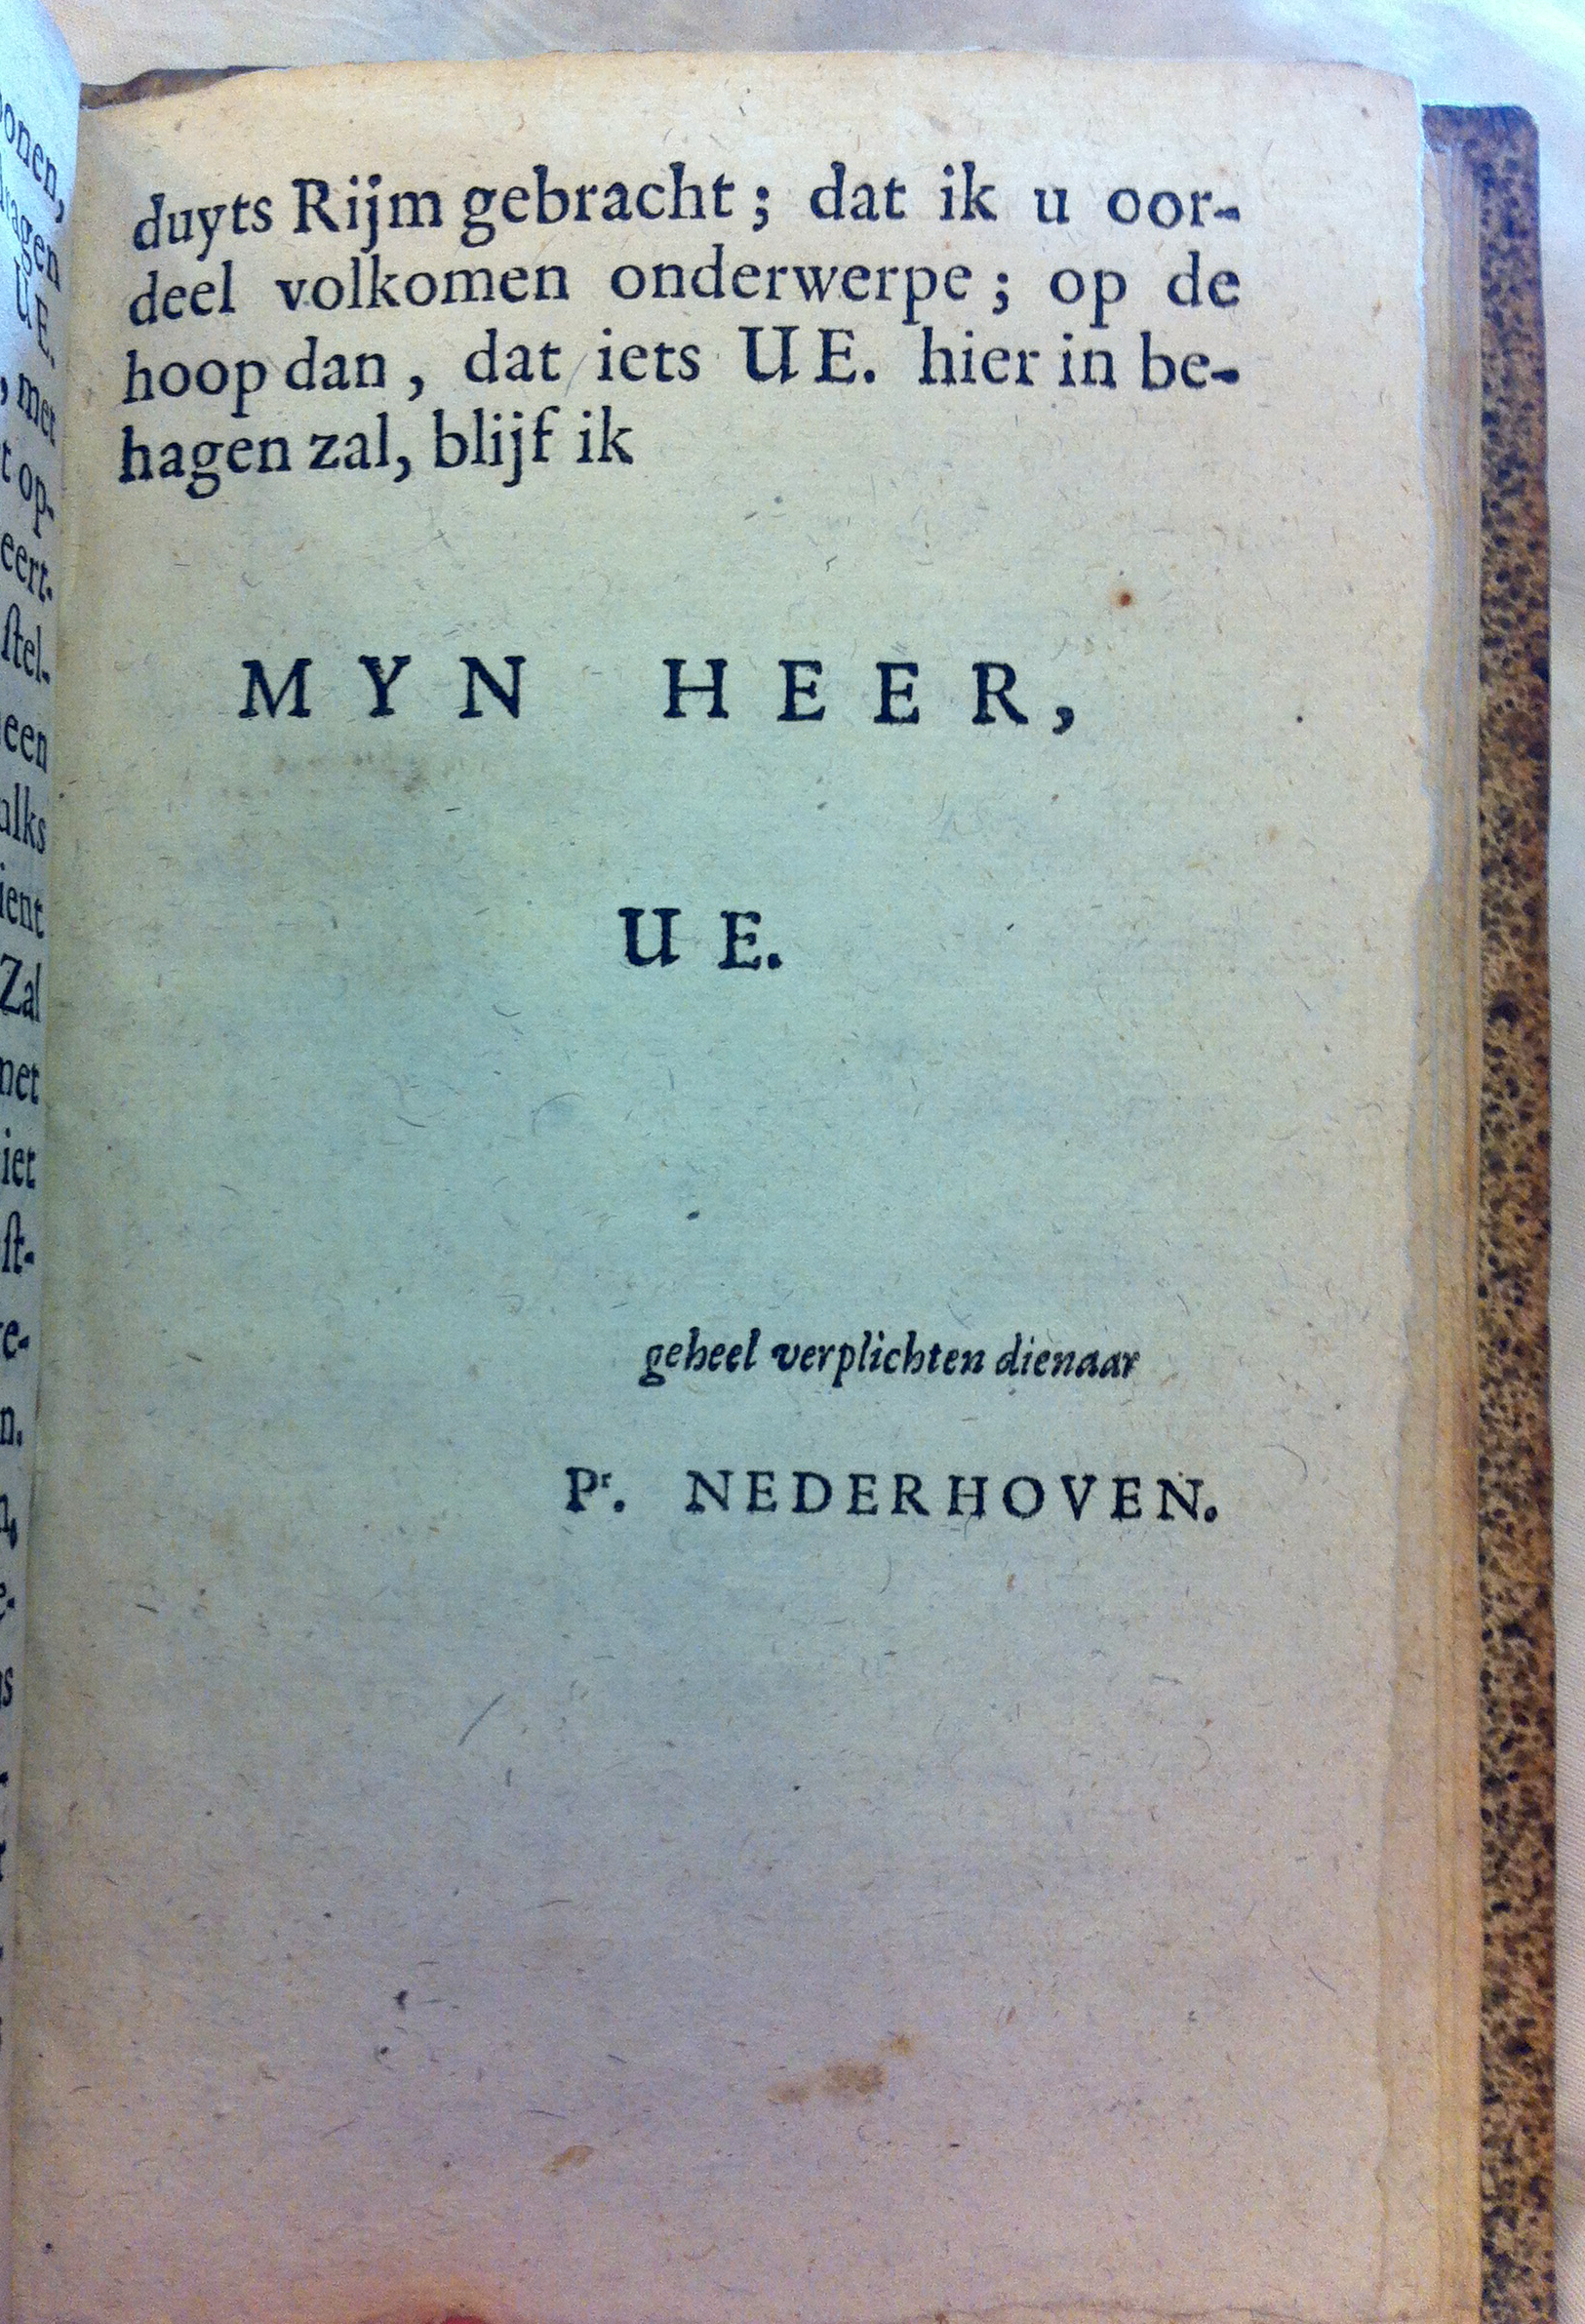 duyts Rijm gebracht; dat ik u oor-
deel volkomen onderwerpe; op de
hoop dan, dat iets UE. hier in be-
hagen zal, blijf ik
MYN HEER,
UE.
geheel verplichten dienaar
Pr. NEDERHOVEN.